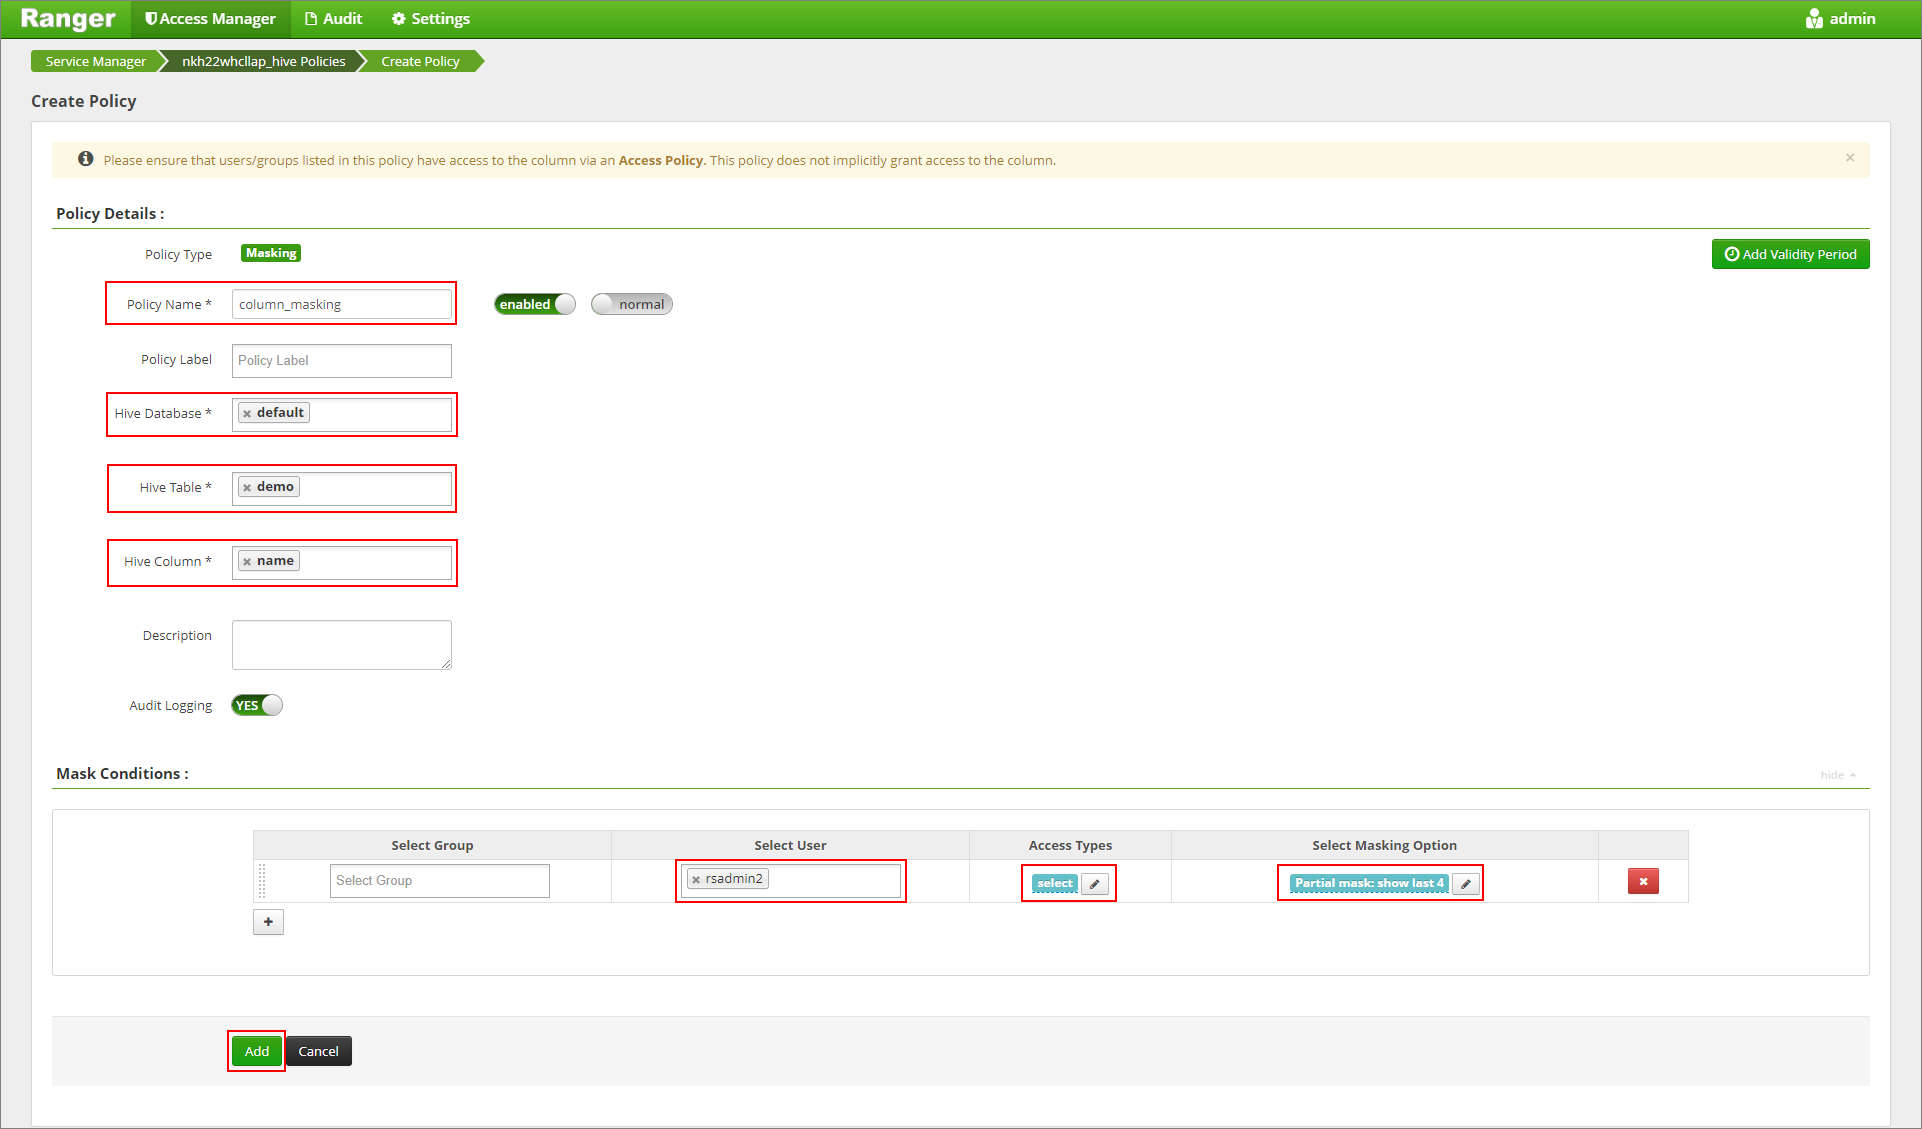 Ranger Access Manager Audit Settings admin
Service Manager nkh22whcllap_hive Policies Create Policy
Create Policy
Please ensure that users/groups listed in this policy have access to the column via an Access Policy. This policy does not implicitly grant access to the column. ×
Policy Details :
Policy Type Masking Add Validity Period
Policy Name * column_masking enabled normal
Policy Label Policy Label
Hive Database * × default
Hive Table * × demo
Hive Column * × name
Description
Audit Logging YES
Mask Conditions : hide
Select Group Select User Access Types Select Masking Option
Select Group × rsadmin2 select Partial mask: show last 4 ×
+
Add Cancel